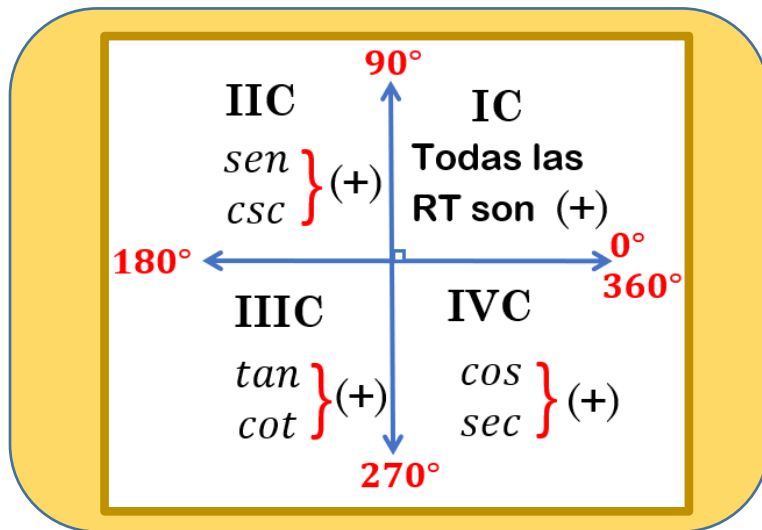 90°
IIC
sen
csc
(+)
IC
Todas las
RT son (+)
180°
0°
360°
IIIC
tan
cot
(+)
IVC
cos
sec
(+)
270°